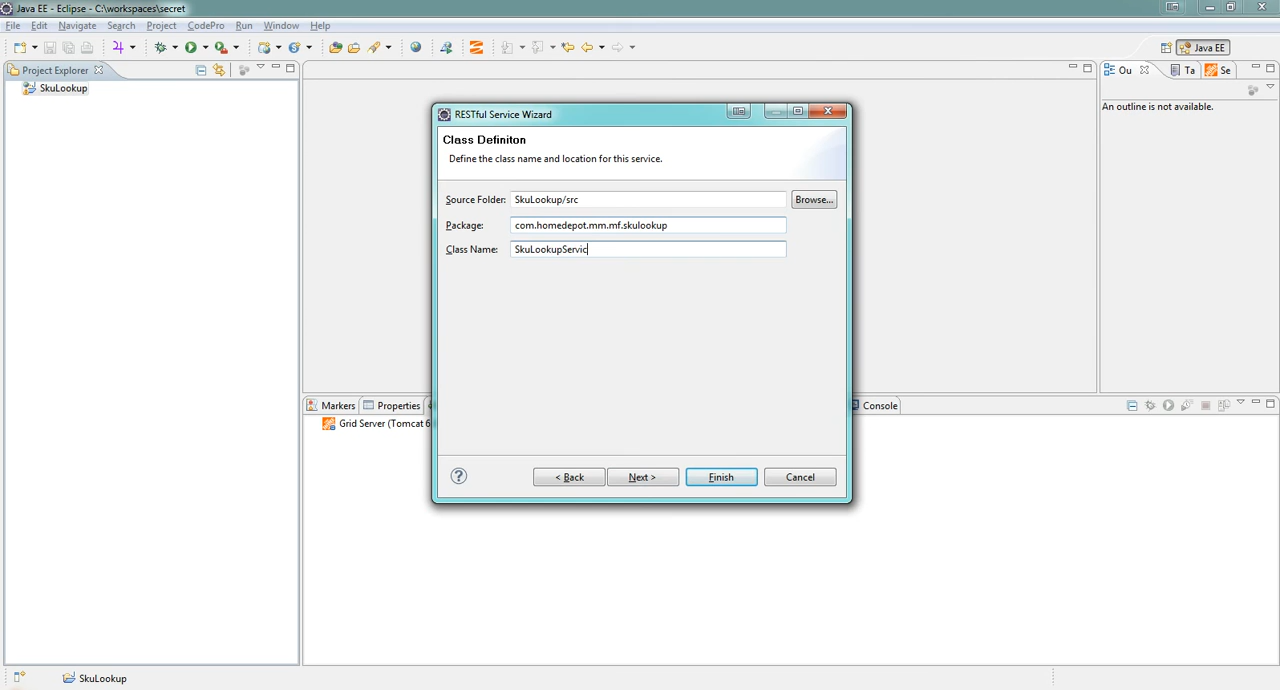 Java EE - Eclipse - C:\workspaces\secret
File Edit Navigate Search Project CodePro Run Window Help
Java EE
Project Explorer
SkuLookup
Ou
Ta
Se
An outline is not available.
RESTful Service Wizard
Class Definiton
Define the class name and location for this service.
Source Folder: SkuLookup/src Browse...
Package: com.homedepot.mm.mf.skulookup
Class Name: SkuLookupServic
Markers Properties Console
Grid Server (Tomcat 6
? < Back Next > Finish Cancel
SkuLookup